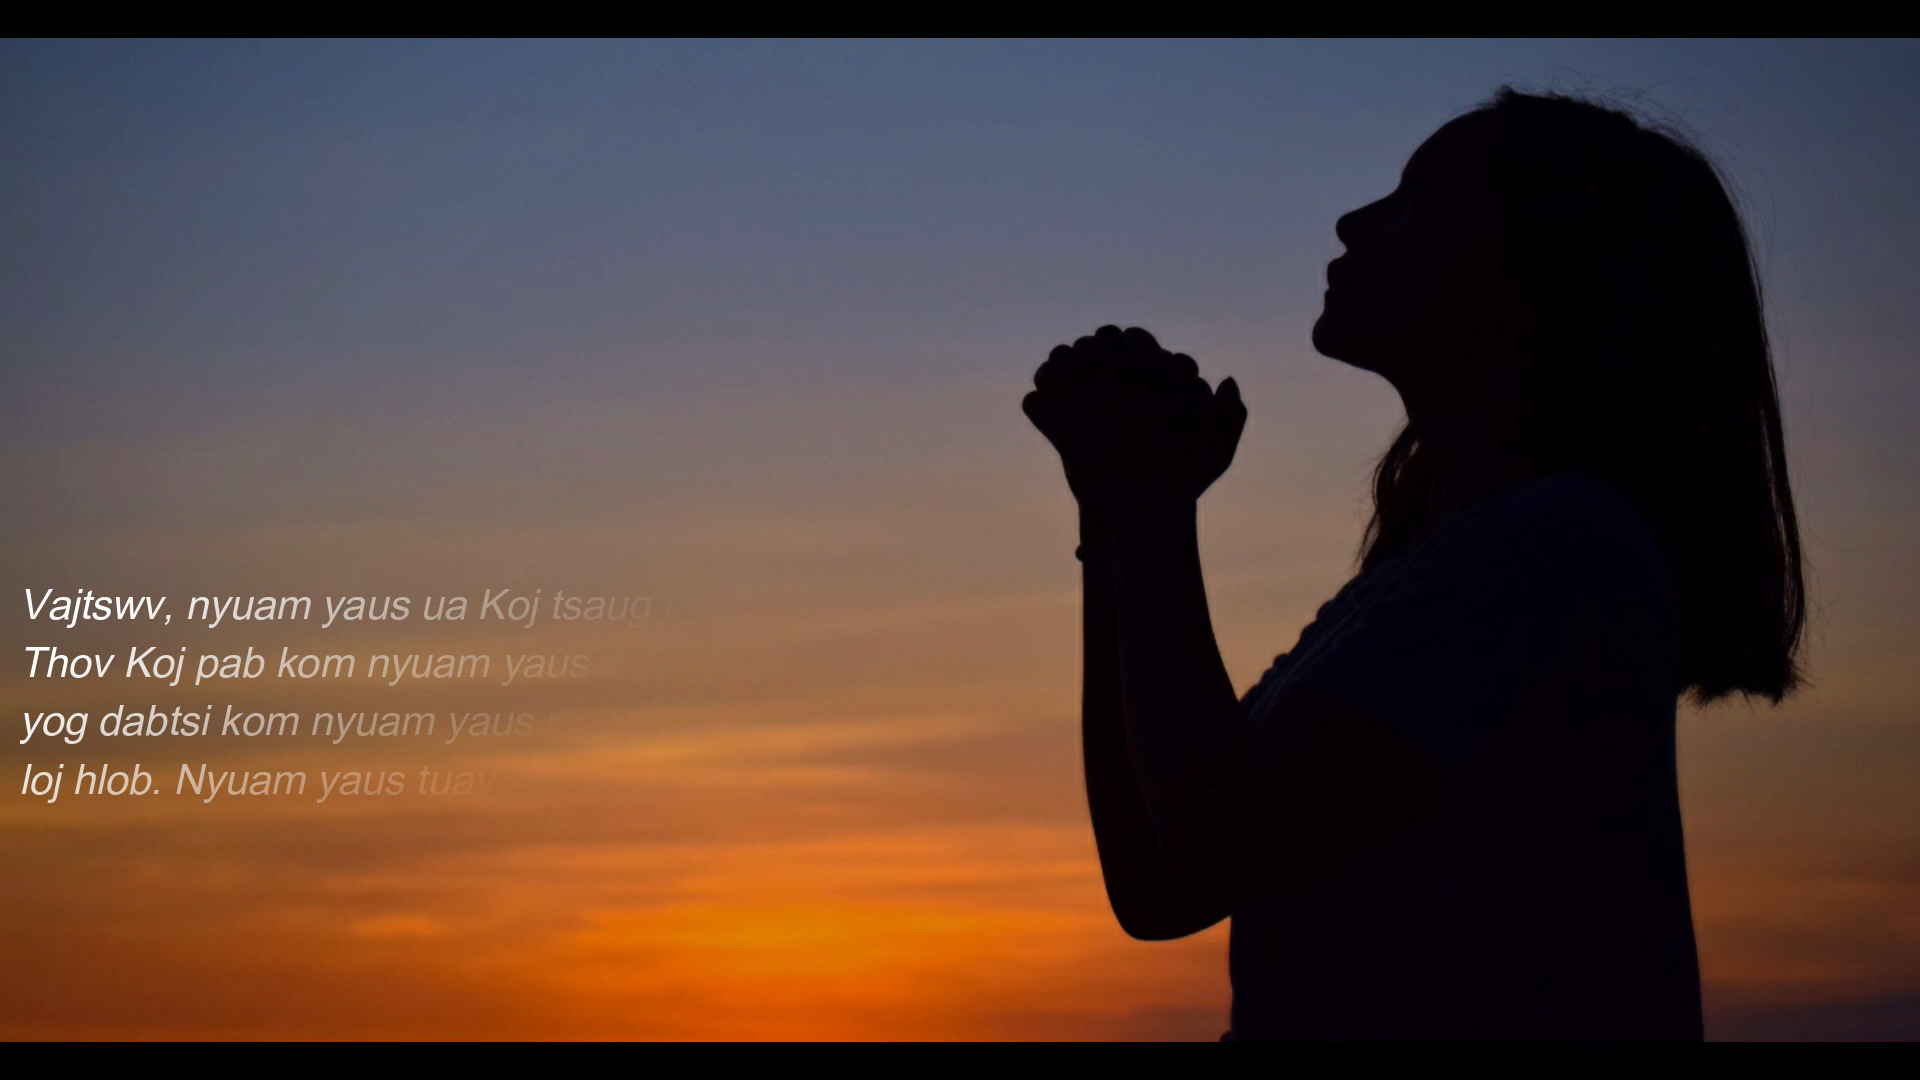 Vajtswv, nyuam yaus ua Koj tsaug
Thov Koj pab kom nyuam yaus
yog dabtsi kom nyuam yaus
loj hlob. Nyuam yaus tuav